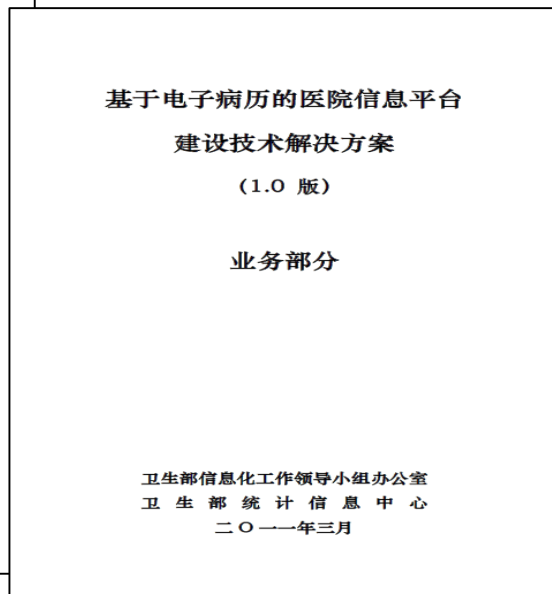 基于电子病历的医院信息平台
建设技术解决方案
（1.0 版）
业务部分
卫生部信息化工作领导小组办公室
卫 生 部 统 计 信 息 中 心
二〇一一年三月